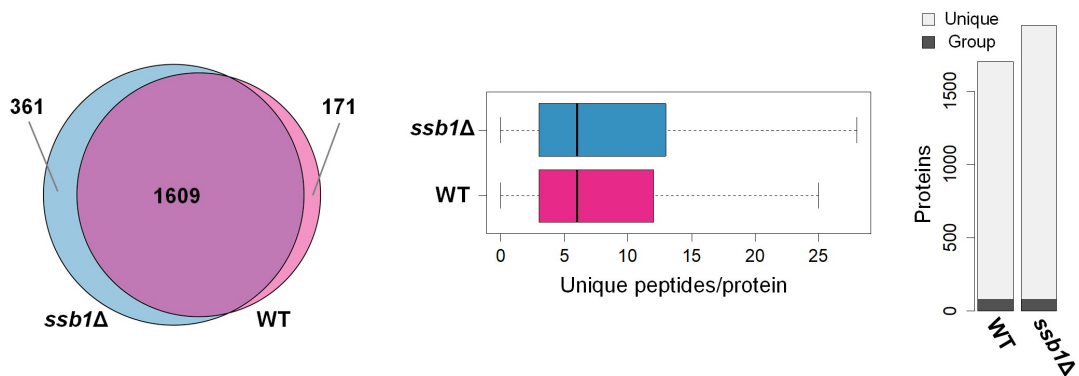 361
171
1609
ssb1Δ
WT
ssb1Δ
WT
0 5 10 15 20 25
Unique peptides/protein
Unique
Group
Proteins
1500
1000
500
0
WT
ssb1Δ